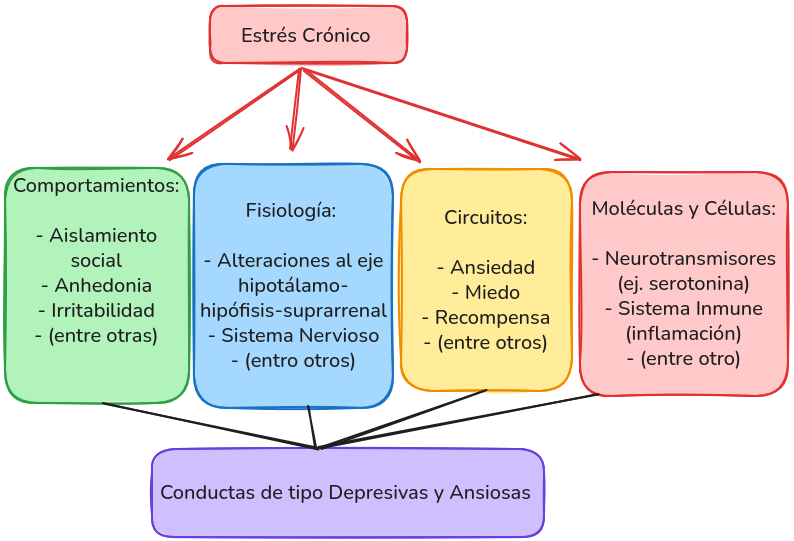 Estrés Crónico
Comportamientos:
- Aislamiento
social
- Anhedonia
- Irritabilidad
- (entre otras)
Fisiología:
- Alteraciones al eje
hipotálamo-
hipófisis-suprarrenal
- Sistema Nervioso
- (entro otros)
Circuitos:
- Ansiedad
- Miedo
- Recompensa
- (entre otros)
Moléculas y Células:
- Neurotransmisores
(ej. serotonina)
- Sistema Inmune
(inflamación)
- (entre otro)
Conductas de tipo Depresivas y Ansiosas